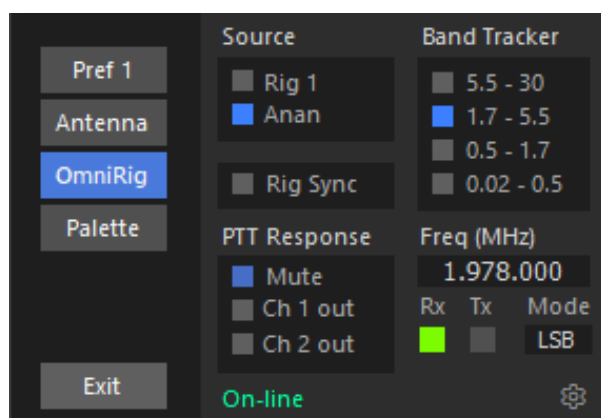 Pref 1
Antenna
OmniRig
Palette
Exit
Source
Rig 1
Anan
Rig Sync
PTT Response
Mute
Ch 1 out
Ch 2 out
On-line
Band Tracker
5.5 - 30
1.7 - 5.5
0.5 - 1.7
0.02 - 0.5
Freq (MHz)
1.978.000
Rx Tx Mode
LSB